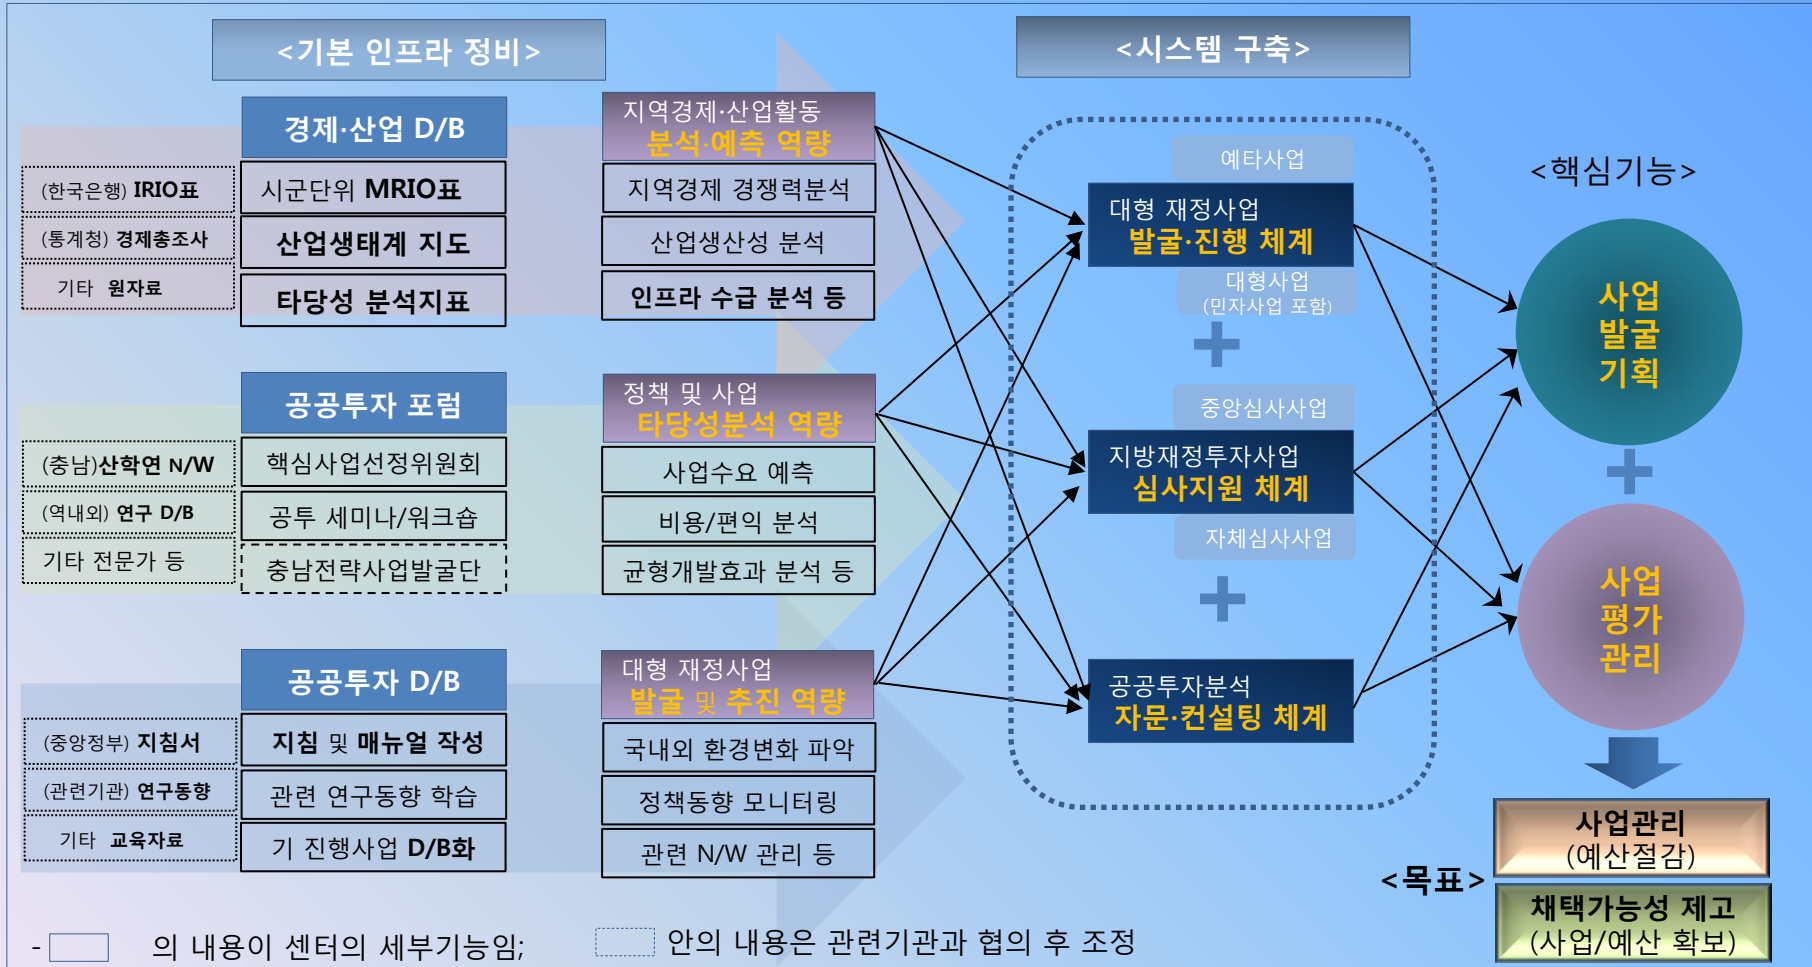 <기본 인프라 정비>
<시스템 구축>
<핵심기능>
경제·산업 D/B
(한국은행) IRIO표
시군단위 MRIO표
(통계청) 경제총조사
산업생태계 지도
기타 원자료
타당성 분석지표
지역경제·산업활동
분석·예측 역량
지역경제 경쟁력분석
산업생산성 분석
인프라 수급 분석 등
공공투자 포럼
(충남)산학연 N/W
핵심사업선정위원회
(역내외) 연구 D/B
공투 세미나/워크숍
기타 전문가 등
충남전략사업발굴단
정책 및 사업
타당성분석 역량
사업수요 예측
비용/편익 분석
균형개발효과 분석 등
공공투자 D/B
(중앙정부) 지침서
지침 및 매뉴얼 작성
(관련기관) 연구동향
관련 연구동향 학습
기타 교육자료
기 진행사업 D/B화
대형 재정사업
발굴 및 추진 역량
국내외 환경변화 파악
정책동향 모니터링
관련 N/W 관리 등
예타사업
대형 재정사업
발굴·진행 체계
대형사업
(민자사업 포함)
+
중앙심사사업
지방재정투자사업
심사지원 체계
자체심사사업
+
공공투자분석
자문·컨설팅 체계
사업
발굴
기획
+
사업
평가
관리
<목표>
사업관리
(예산절감)
채택가능성 제고
(사업/예산 확보)
- 의 내용이 센터의 세부기능임; 안의 내용은 관련기관과 협의 후 조정